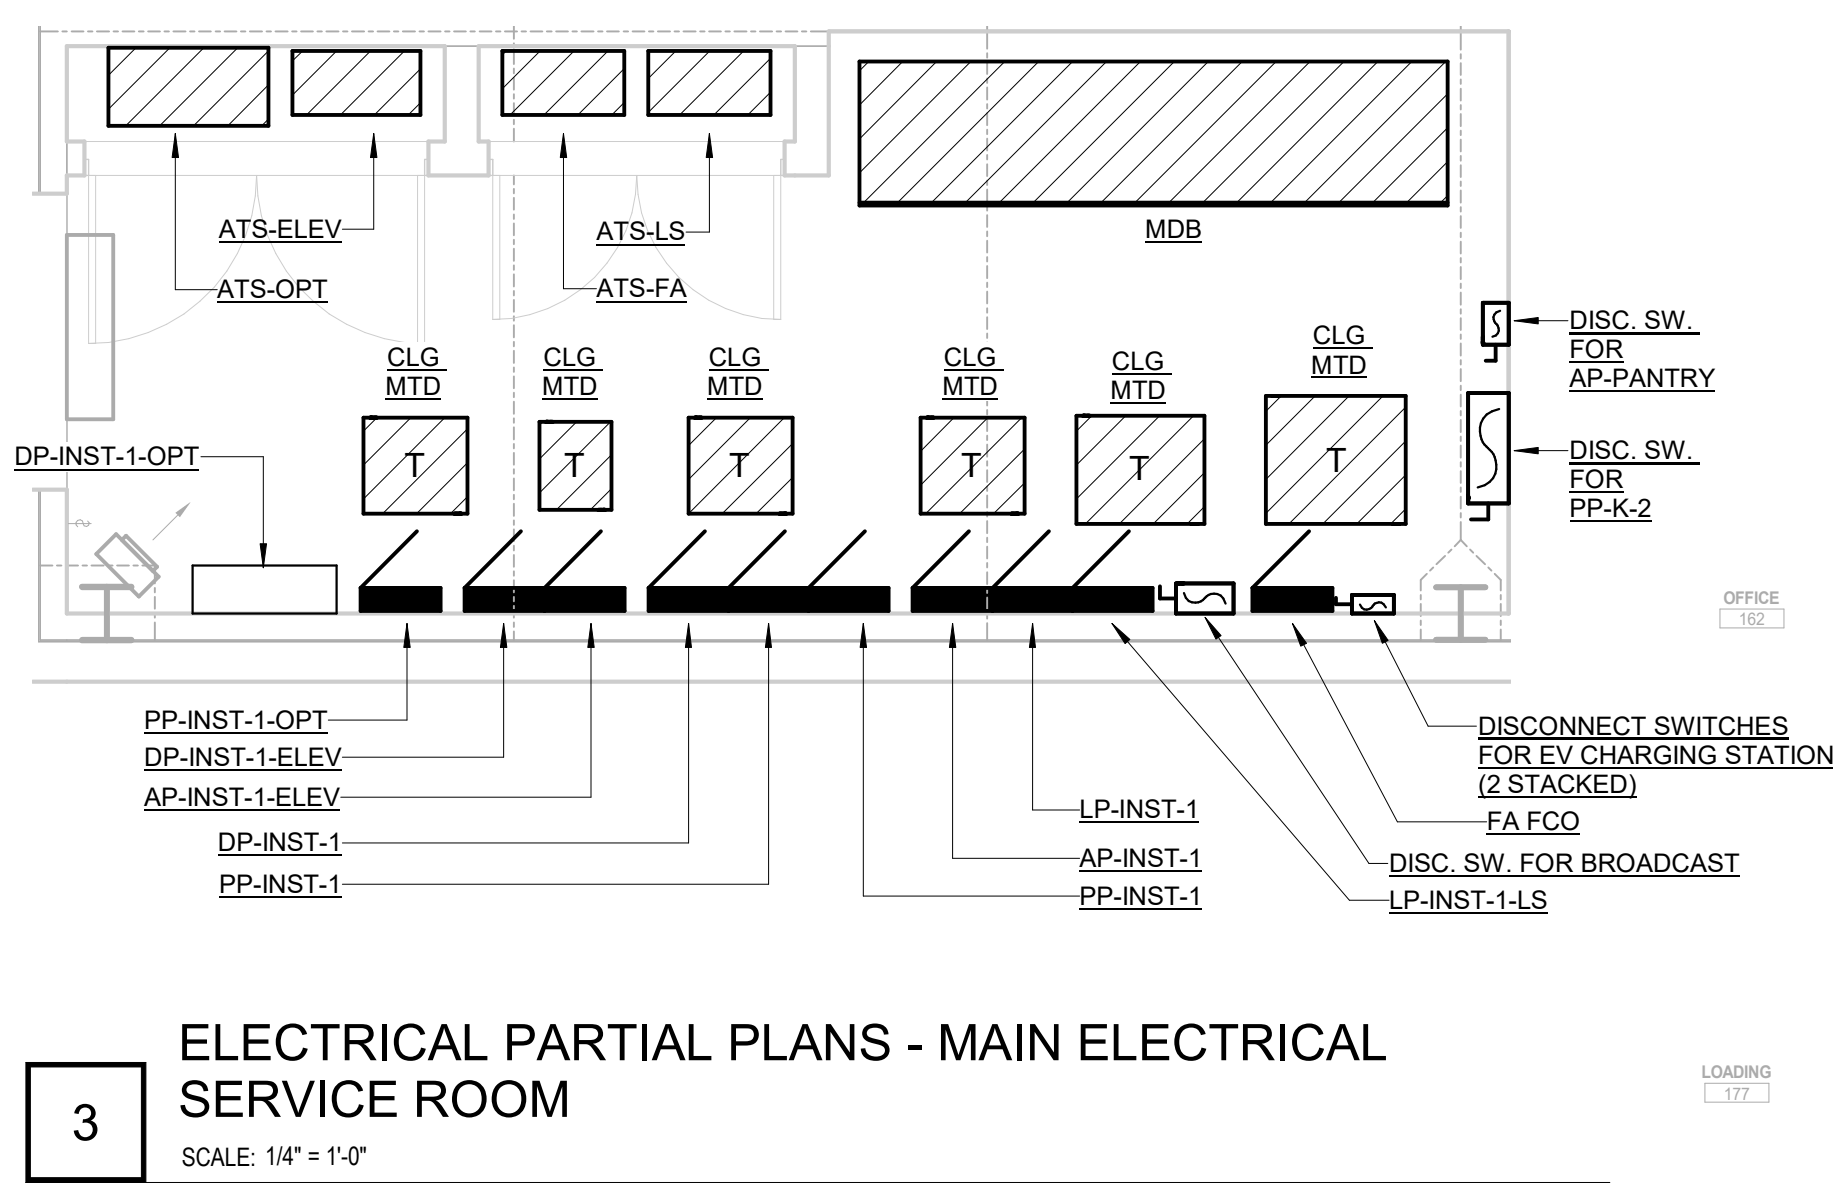 ATS-ELEV
ATS-OPT
ATS-LS
ATS-FA
MDB
DISC. SW.
FOR
AP-PANTRY
DISC. SW.
FOR
PP-K-2
CLG
MTD
CLG
MTD
CLG
MTD
CLG
MTD
CLG
MTD
CLG
MTD
T
T
T
T
T
T
DP-INST-1-OPT
OFFICE
162
PP-INST-1-OPT
DP-INST-1-ELEV
AP-INST-1-ELEV
DP-INST-1
PP-INST-1
LP-INST-1
AP-INST-1
PP-INST-1
DISCONNECT SWITCHES
FOR EV CHARGING STATION
(2 STACKED)
FA FCO
DISC. SW. FOR BROADCAST
LP-INST-1-LS
3
ELECTRICAL PARTIAL PLANS - MAIN ELECTRICAL
SERVICE ROOM
SCALE: 1/4" = 1'-0"
LOADING
177